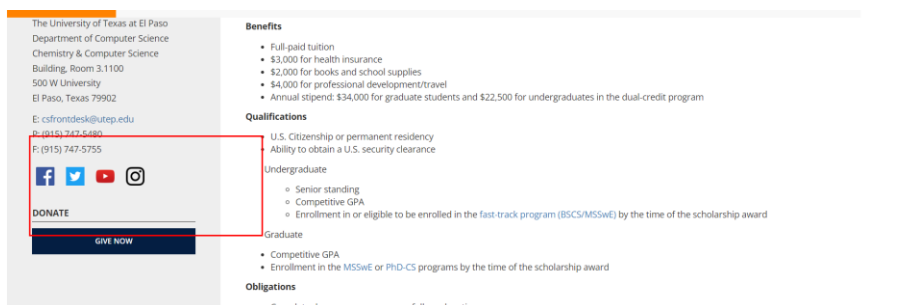 The University of Texas at El Paso
Department of Computer Science
Chemistry & Computer Science
Building, Room 3.1100
500 W University
El Paso, Texas 79902
E: csfrontdesk@utep.edu
P: (915) 747-5480
F: (915) 747-5755
DONATE
GIVE NOW
Benefits
• Full-paid tuition
• $3,000 for health insurance
• $2,000 for books and school supplies
• $4,000 for professional development/travel
• Annual stipend: $34,000 for graduate students and $22,500 for undergraduates in the dual-credit program
Qualifications
• U.S. Citizenship or permanent residency
• Ability to obtain a U.S. security clearance
Undergraduate
◦ Senior standing
◦ Competitive GPA
◦ Enrollment in or eligible to be enrolled in the fast-track program (BSCS/MSSwE) by the time of the scholarship award
Graduate
• Competitive GPA
• Enrollment in the MSSwE or PhD-CS programs by the time of the scholarship award
Obligations